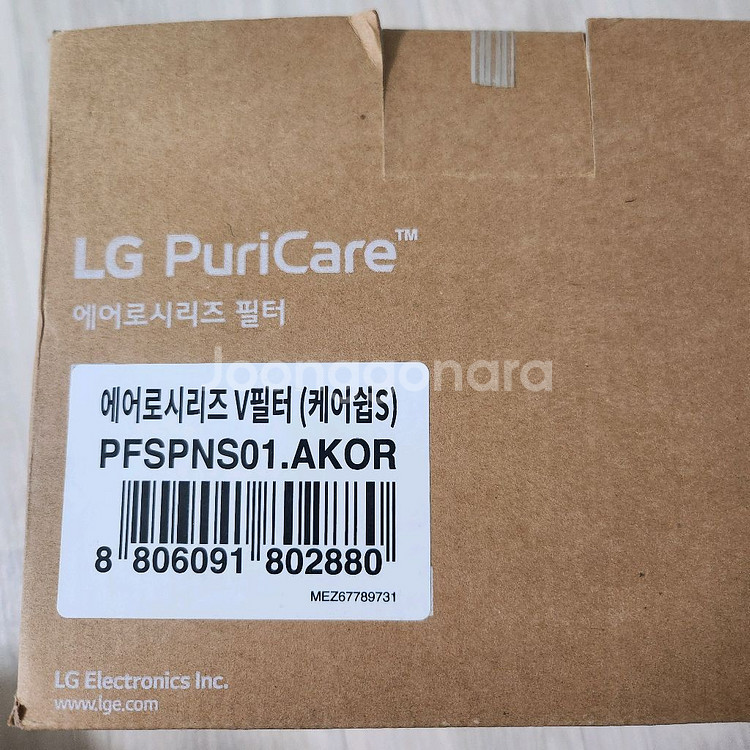 LG PuriCare™
에어로시리즈 필터
Joonggonara
에어로시리즈 V필터 (케어쉽S)
PFSPNS01.AKOR
8 806091 802880
MEZ67789731
LG Electronics Inc.
www.lge.com